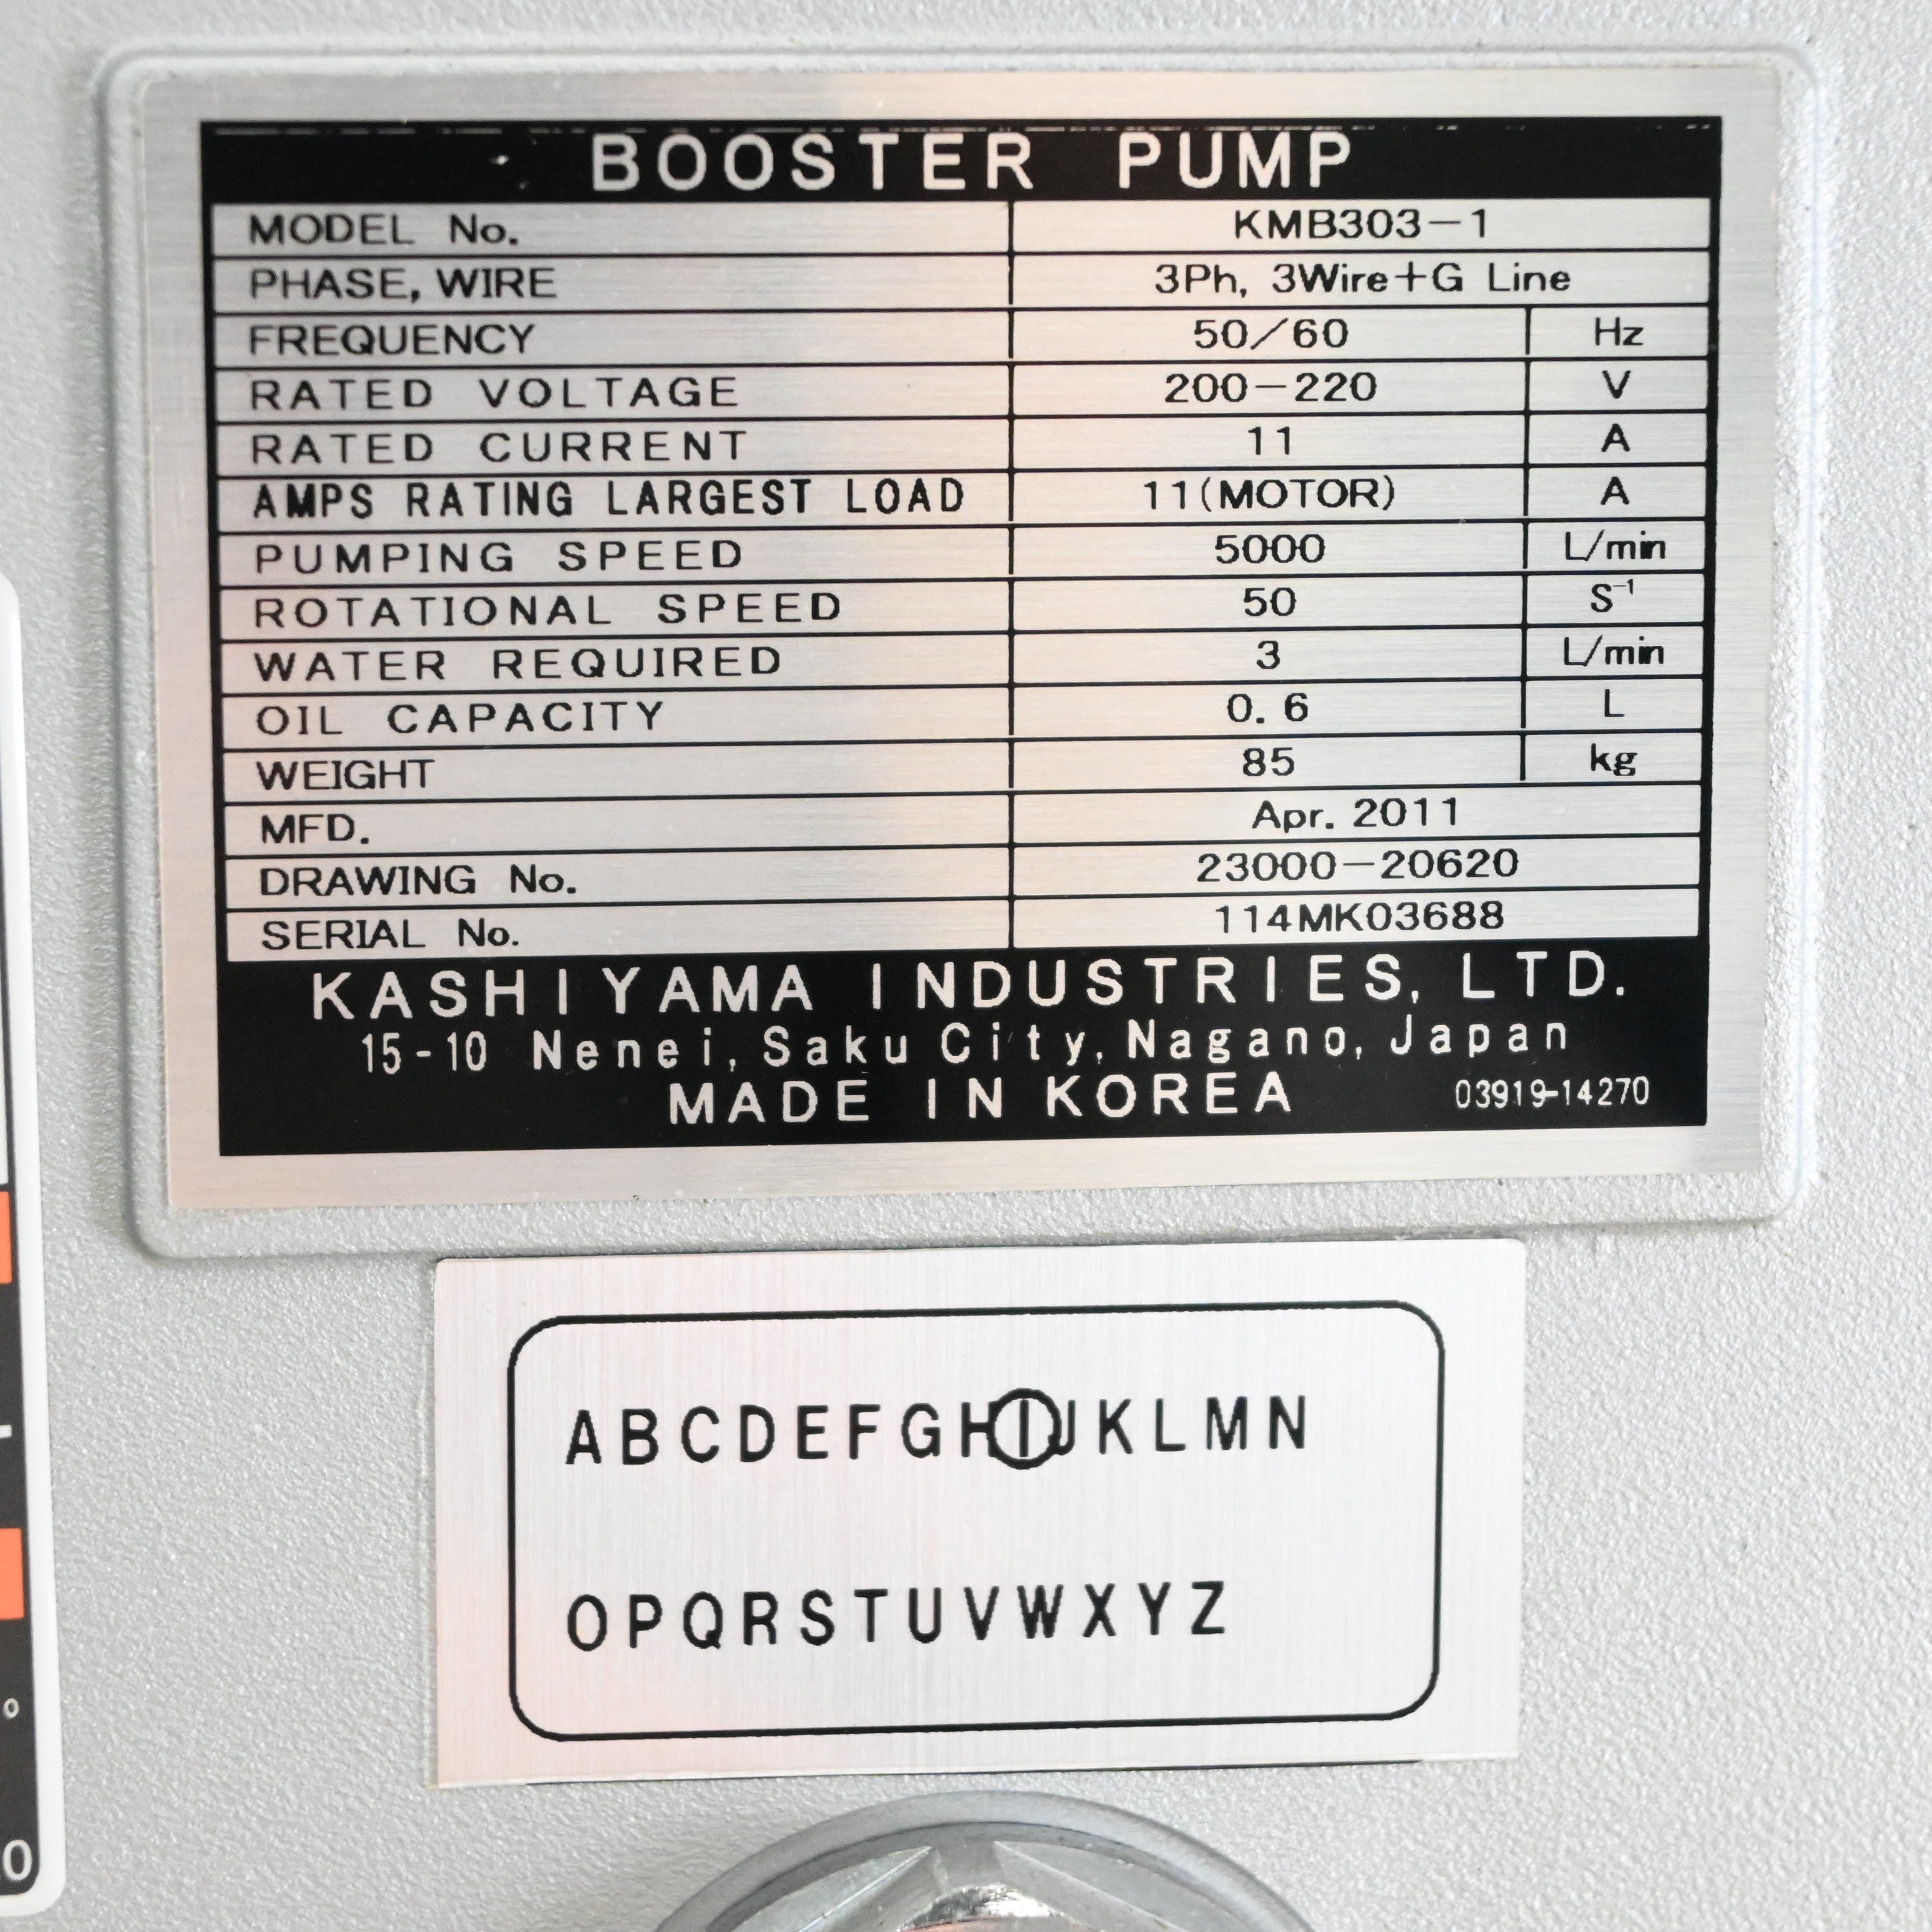 BOOSTER PUMP
MODEL No. KMB303-1
PHASE, WIRE 3Ph, 3Wire+G Line
FREQUENCY 50/60 Hz
RATED VOLTAGE 200-220 V
RATED CURRENT 11 A
AMPS RATING LARGEST LOAD 11(MOTOR) A
PUMPING SPEED 5000 L/min
ROTATIONAL SPEED 50 S⁻¹
WATER REQUIRED 3 L/min
OIL CAPACITY 0.6 L
WEIGHT 85 kg
MFD. Apr. 2011
DRAWING No. 23000-20620
SERIAL No. 114MK03688
KASHIYAMA INDUSTRIES, LTD.
15-10 Nenei, Saku City, Nagano, Japan
MADE IN KOREA 03919-14270
ABCDEFGHIJKLMN
OPQRSTUVWXYZ